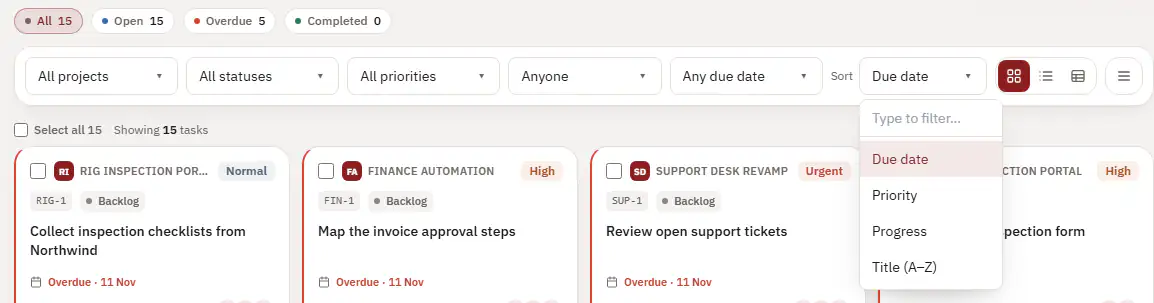 All 15 Open 15 Overdue 5 Completed 0
All projects All statuses All priorities Anyone Any due date Sort Due date
Type to filter...
Select all 15 Showing 15 tasks
Due date
Priority
Progress
Title (A–Z)
RI RIG INSPECTION POR... Normal
RIG-1 Backlog
Collect inspection checklists from
Northwind
Overdue · 11 Nov
FA FINANCE AUTOMATION High
FIN-1 Backlog
Map the invoice approval steps
Overdue · 11 Nov
SD SUPPORT DESK REVAMP Urgent
SUP-1 Backlog
Review open support tickets
Overdue · 11 Nov
PORTAL High
form